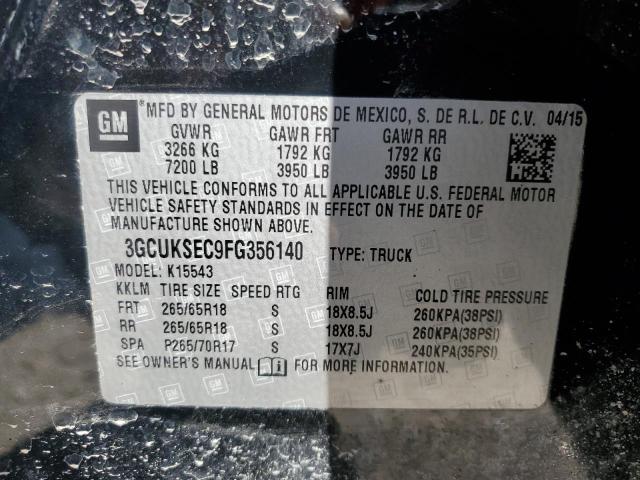 GM
MFD BY GENERAL MOTORS DE MEXICO, S. DE R.L. DE C.V. 04/15
GVWR GAWR FRT GAWR RR
3266 KG 1792 KG 1792 KG
7200 LB 3950 LB 3950 LB
THIS VEHICLE CONFORMS TO ALL APPLICABLE U.S. FEDERAL MOTOR
VEHICLE SAFETY STANDARDS IN EFFECT ON THE DATE OF
MANUFACTURE SHOWN ABOVE.
3GCUKSEC9FG356140 TYPE: TRUCK
MODEL: K15543
KKLM TIRE SIZE SPEED RTG RIM COLD TIRE PRESSURE
FRT 265/65R18 S 18X8.5J 260KPA(38PSI)
RR 265/65R18 S 18X8.5J 260KPA(38PSI)
SPA P265/70R17 S 17X7J 240KPA(35PSI)
SEE OWNER'S MANUAL FOR MORE INFORMATION.